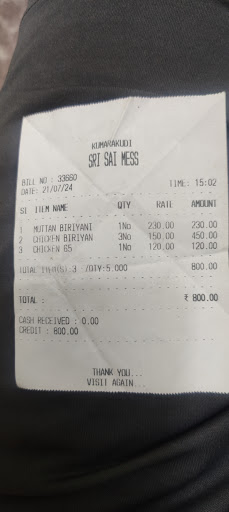 KUMARAKUDI
SRI SAI MESS
BILL NO : 33660
DATE: 21/07/24 TIME: 15:02
Sl ITEM NAME QTY RATE AMOUNT
1 MUTTAN BIRIYANI 1No 230.00 230.00
2 CHICKEN BIRIYAN 3No 150.00 450.00
3 CHICKEN 65 1No 120.00 120.00
TOTAL 3 /QTY:5.000 800.00
TOTAL : ₹ 800.00
CASH RECEIVED : 0.00
CREDIT : 800.00
THANK YOU...
VISIT AGAIN...